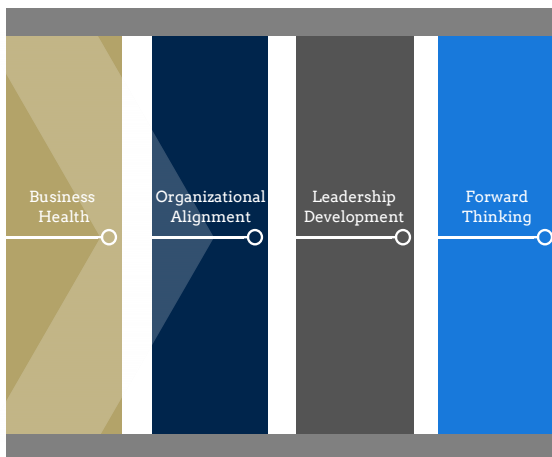 Business
Health
Organizational
Alignment
Leadership
Development
Forward
Thinking